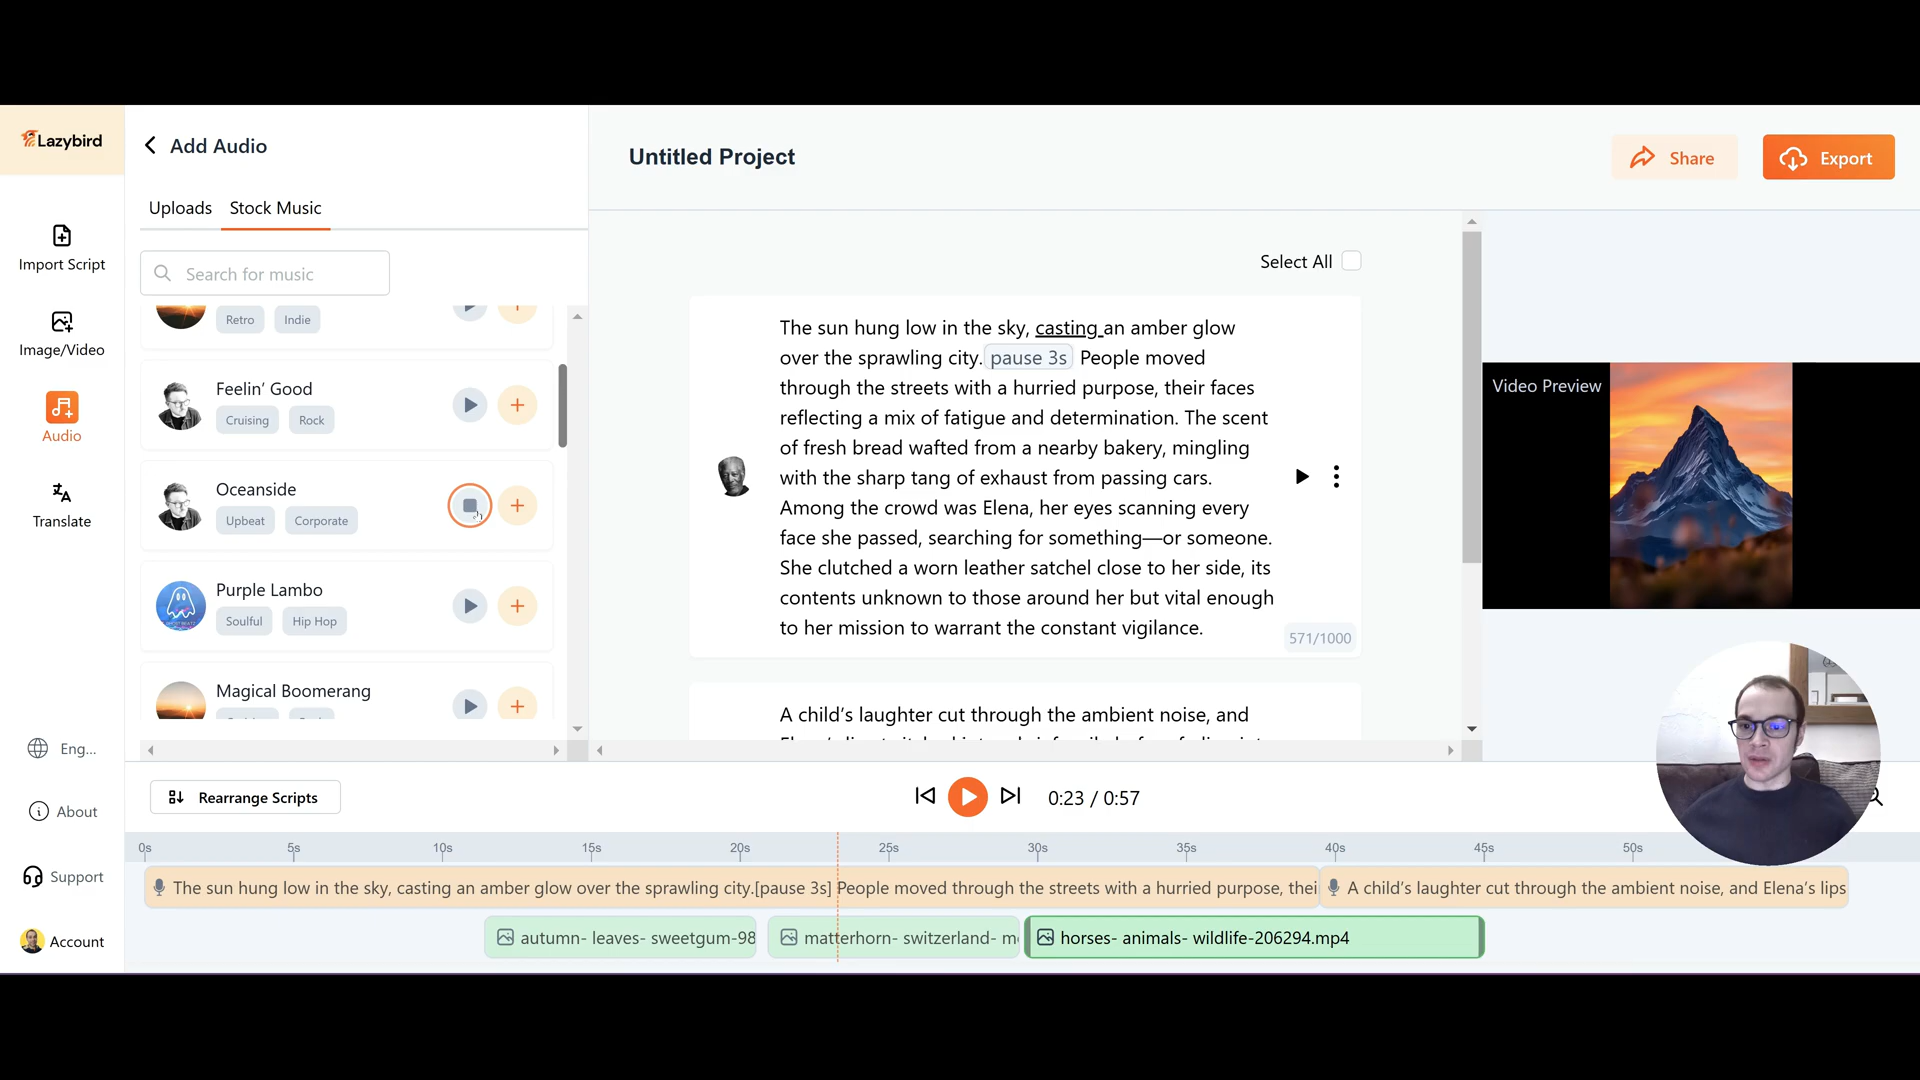 Lazybird
Import Script
Image/Video
Audio
Translate
Eng...
About
Support
Account
Add Audio
Uploads
Stock Music
Search for music
Retro
Indie
Feelin’ Good
Cruising
Rock
Oceanside
Upbeat
Corporate
Purple Lambo
Soulful
Hip Hop
Magical Boomerang
Untitled Project
Share
Export
Select All
The sun hung low in the sky, casting an amber glow
over the sprawling city. pause 3s People moved
through the streets with a hurried purpose, their faces
reflecting a mix of fatigue and determination. The scent
of fresh bread wafted from a nearby bakery, mingling
with the sharp tang of exhaust from passing cars.
Among the crowd was Elena, her eyes scanning every
face she passed, searching for something—or someone.
She clutched a worn leather satchel close to her side, its
contents unknown to those around her but vital enough
to her mission to warrant the constant vigilance.
571/1000
A child’s laughter cut through the ambient noise, and
Video Preview
Rearrange Scripts
0:23 / 0:57
0s 5s 10s 15s 20s 25s 30s 35s 40s 45s 50s
The sun hung low in the sky, casting an amber glow over the sprawling city.[pause 3s] People moved through the streets with a hurried purpose, thei
A child’s laughter cut through the ambient noise, and Elena’s lips
autumn- leaves- sweetgum-98
matterhorn- switzerland- m
horses- animals- wildlife-206294.mp4